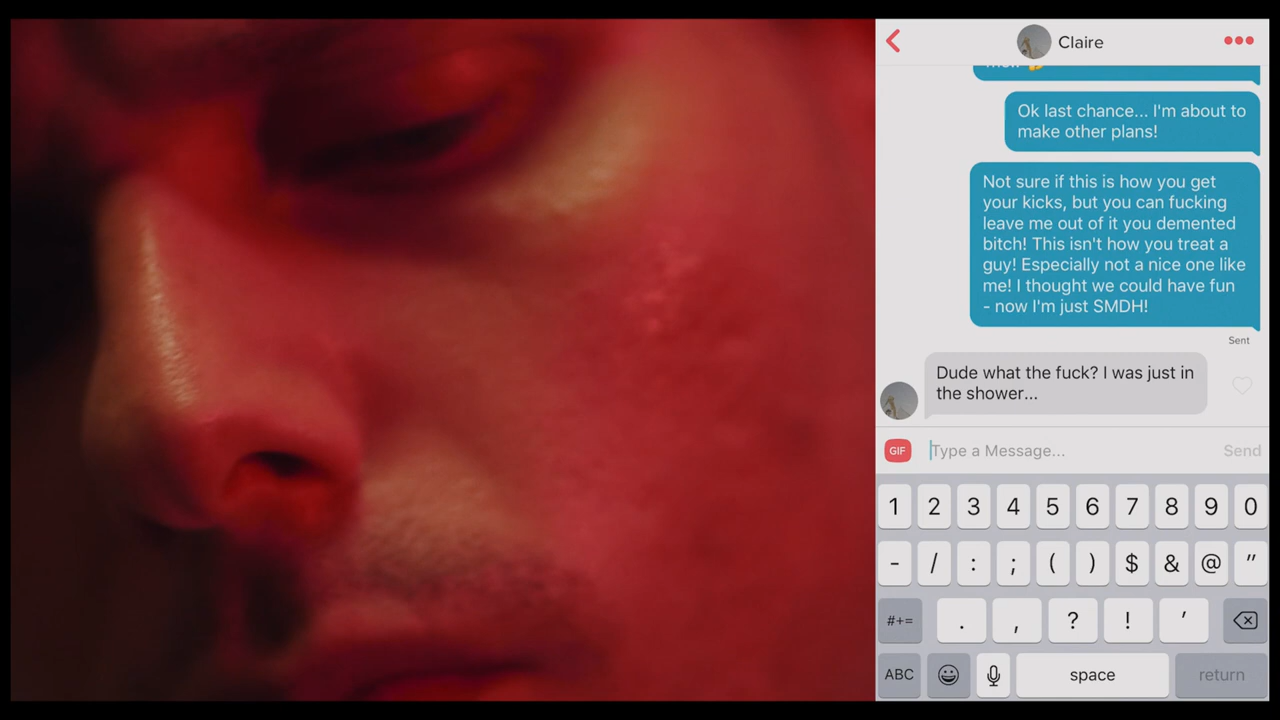 Claire
Ok last chance... I'm about to
make other plans!
Not sure if this is how you get
your kicks, but you can fucking
leave me out of it you demented
bitch! This isn't how you treat a
guy! Especially not a nice one like
me! I thought we could have fun
- now I'm just SMDH!
Sent
Dude what the fuck? I was just in
the shower...
GIF Type a Message... Send
1 2 3 4 5 6 7 8 9 0
- / : ; ( ) $ & @ "
#+= . , ? ! '
ABC space return